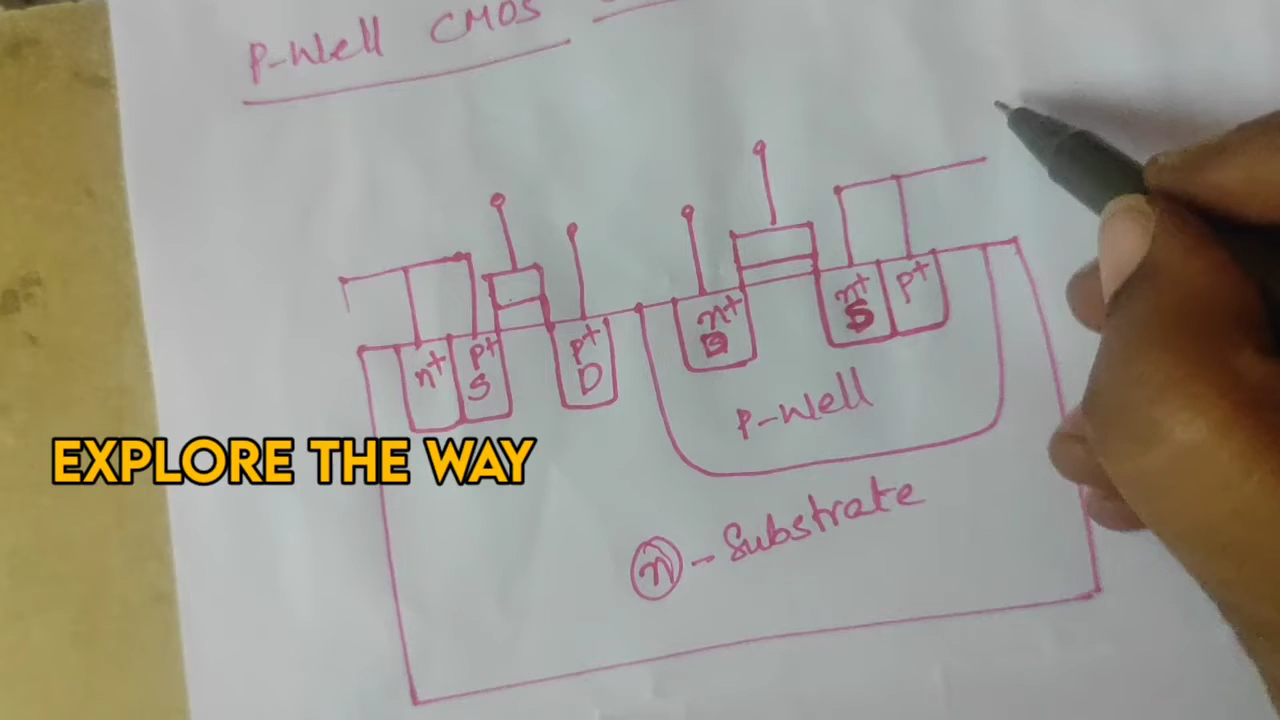 P-Well CMOS
n+
p+
S
p+
D
n+
D
n+
S
p+
P-Well
n - Substrate
EXPLORE THE WAY